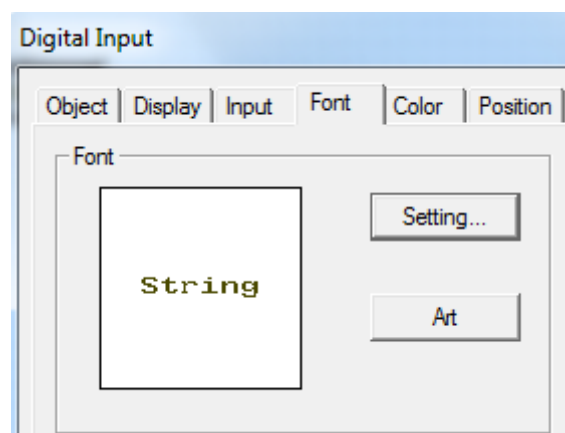 Digital Input
Object Display Input Font Color Position
Font
Setting...
String
Art